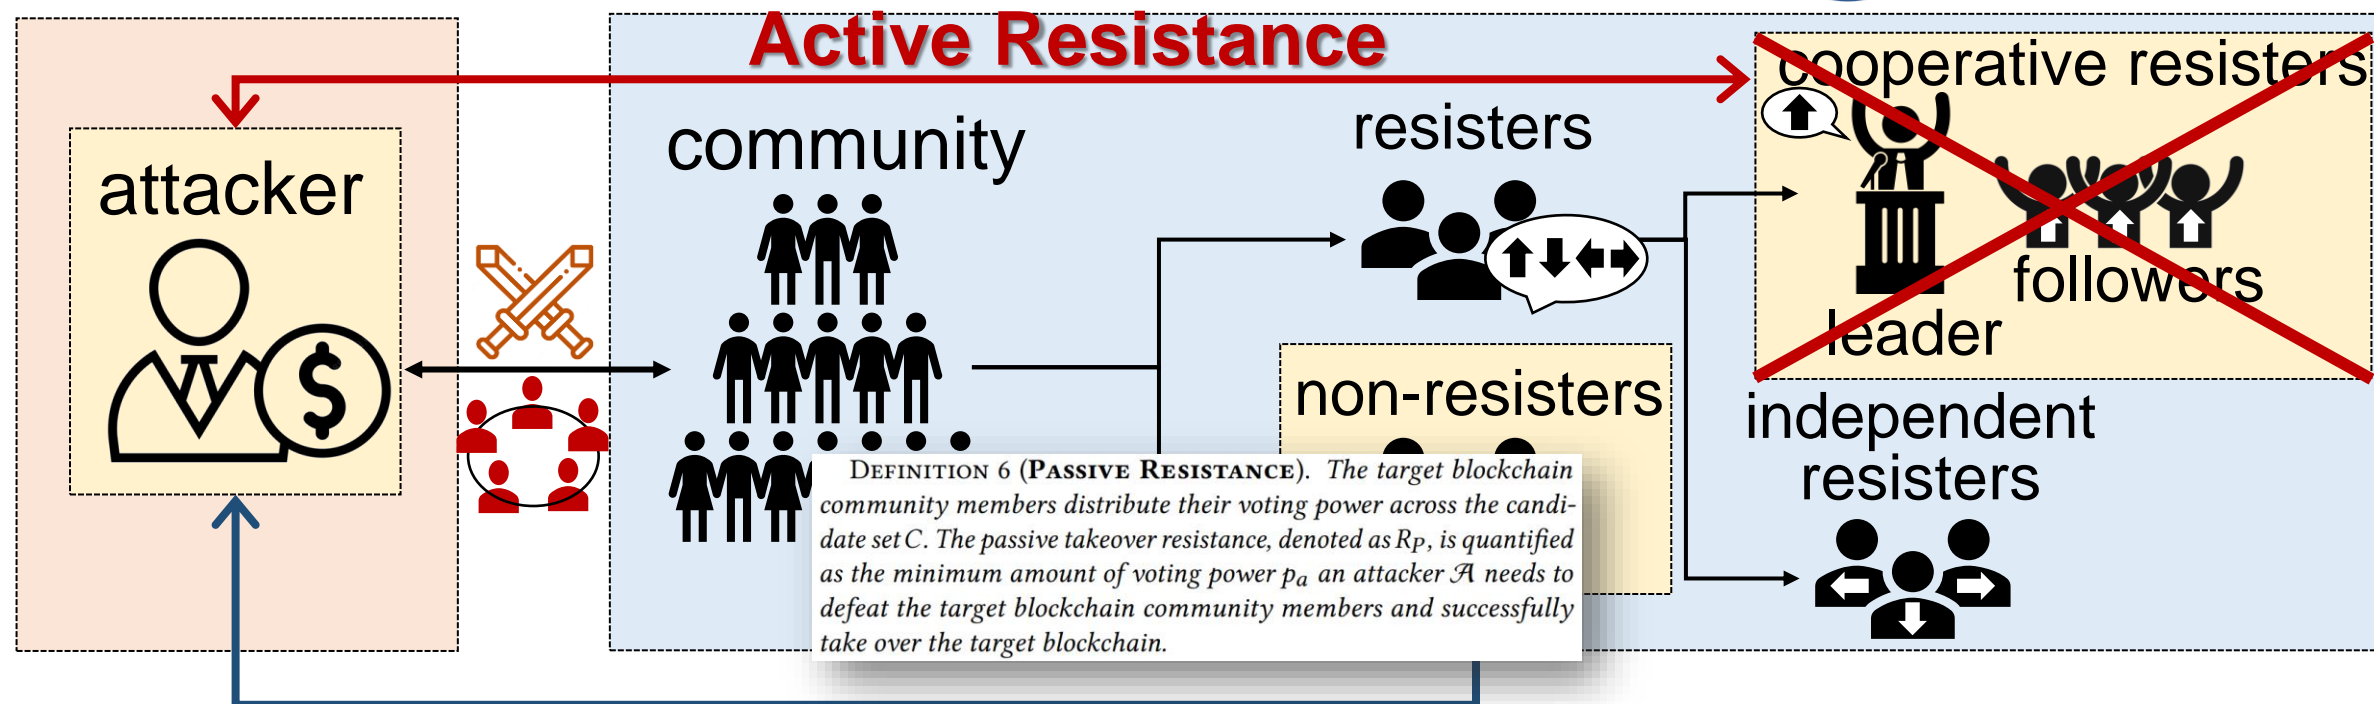 Active Resistance
attacker
$
community
resisters
cooperative resisters
leader
followers
non-resisters
independent
resisters
DEFINITION 6 (PASSIVE RESISTANCE). The target blockchain
community members distribute their voting power across the candi-
date set C. The passive takeover resistance, denoted as R_P, is quantified
as the minimum amount of voting power p_a an attacker 𝒜 needs to
defeat the target blockchain community members and successfully
take over the target blockchain.